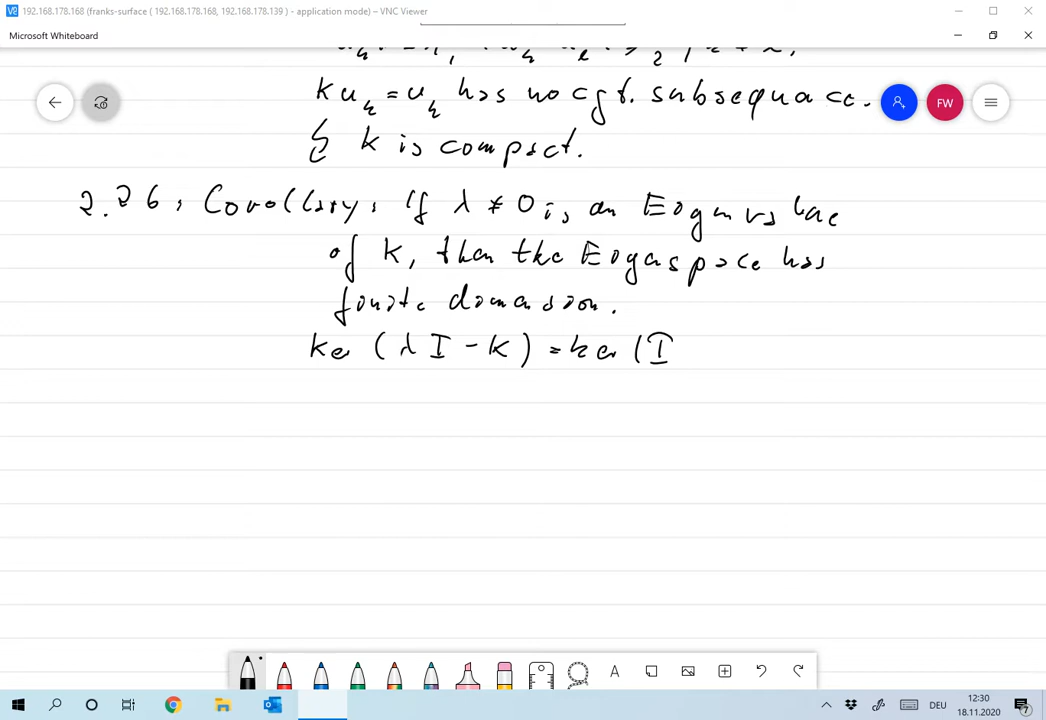 192.168.178.168 (franks-surface ( 192.168.178.168, 192.168.178.139 ) - application mode) – VNC Viewer
Microsoft Whiteboard
K u_k = u_k has no cgt. subsequence.
↯ K is compact.
FW
2.26. Corollary. If λ ≠ 0 is an Eigenvalue
of K, then the Eigenspace has
finite dimension.
ker (λ I - K) = ker (I
A
DEU
12:30
18.11.2020
7